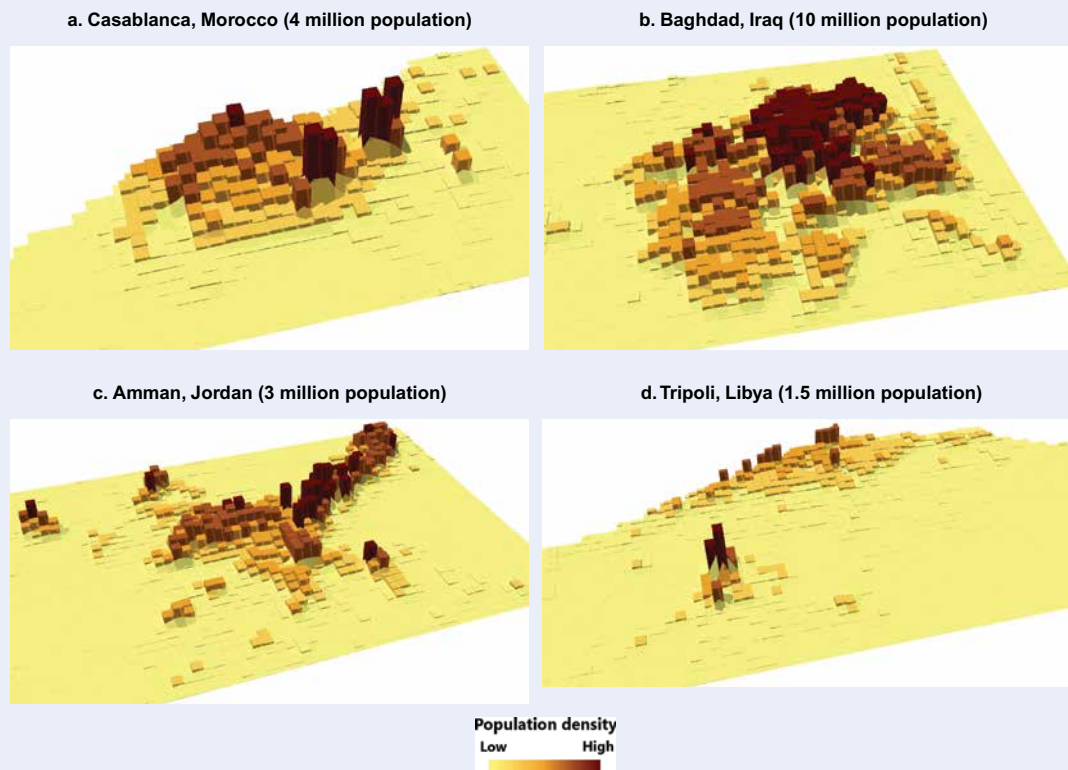 a. Casablanca, Morocco (4 million population)
b. Baghdad, Iraq (10 million population)
c. Amman, Jordan (3 million population)
d. Tripoli, Libya (1.5 million population)
Population density
Low High